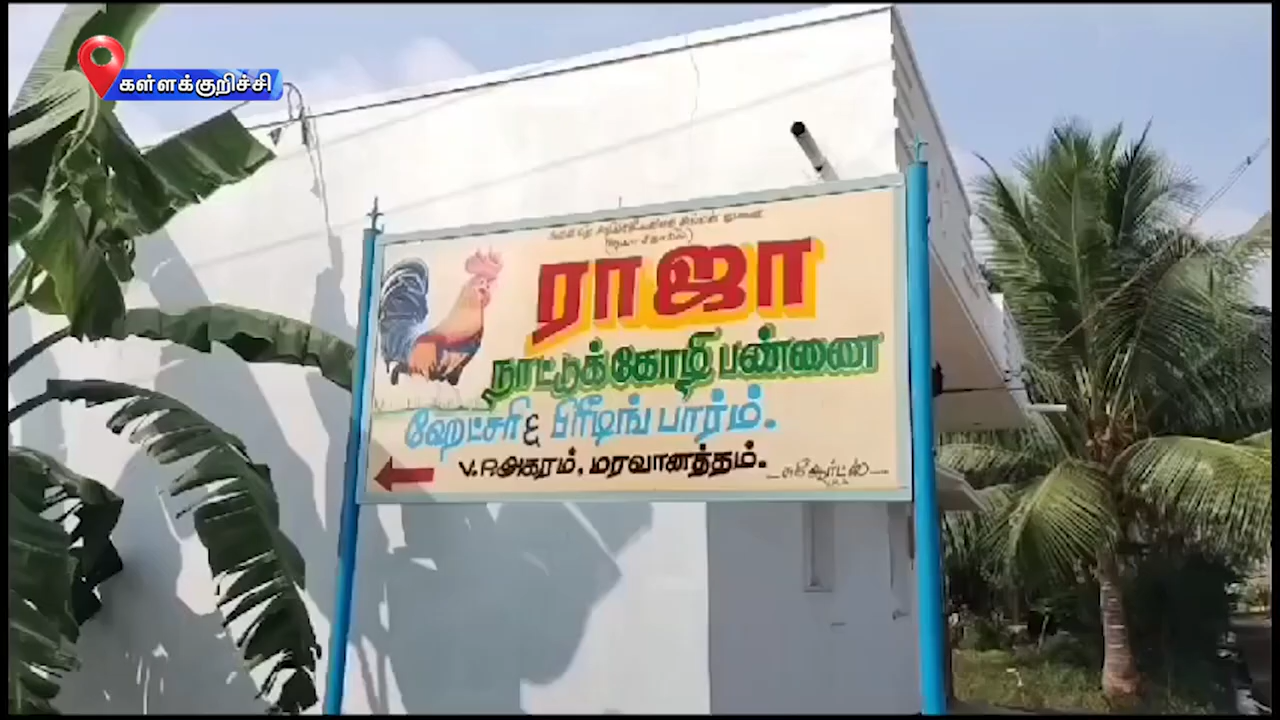 கள்ளக்குறிச்சி
ராஜா
நாட்டுக்கோழி பண்ணை
ஹேட்சரி & பிரீடிங் பார்ம்.
V.P.அகரம், மரவானத்தம்.